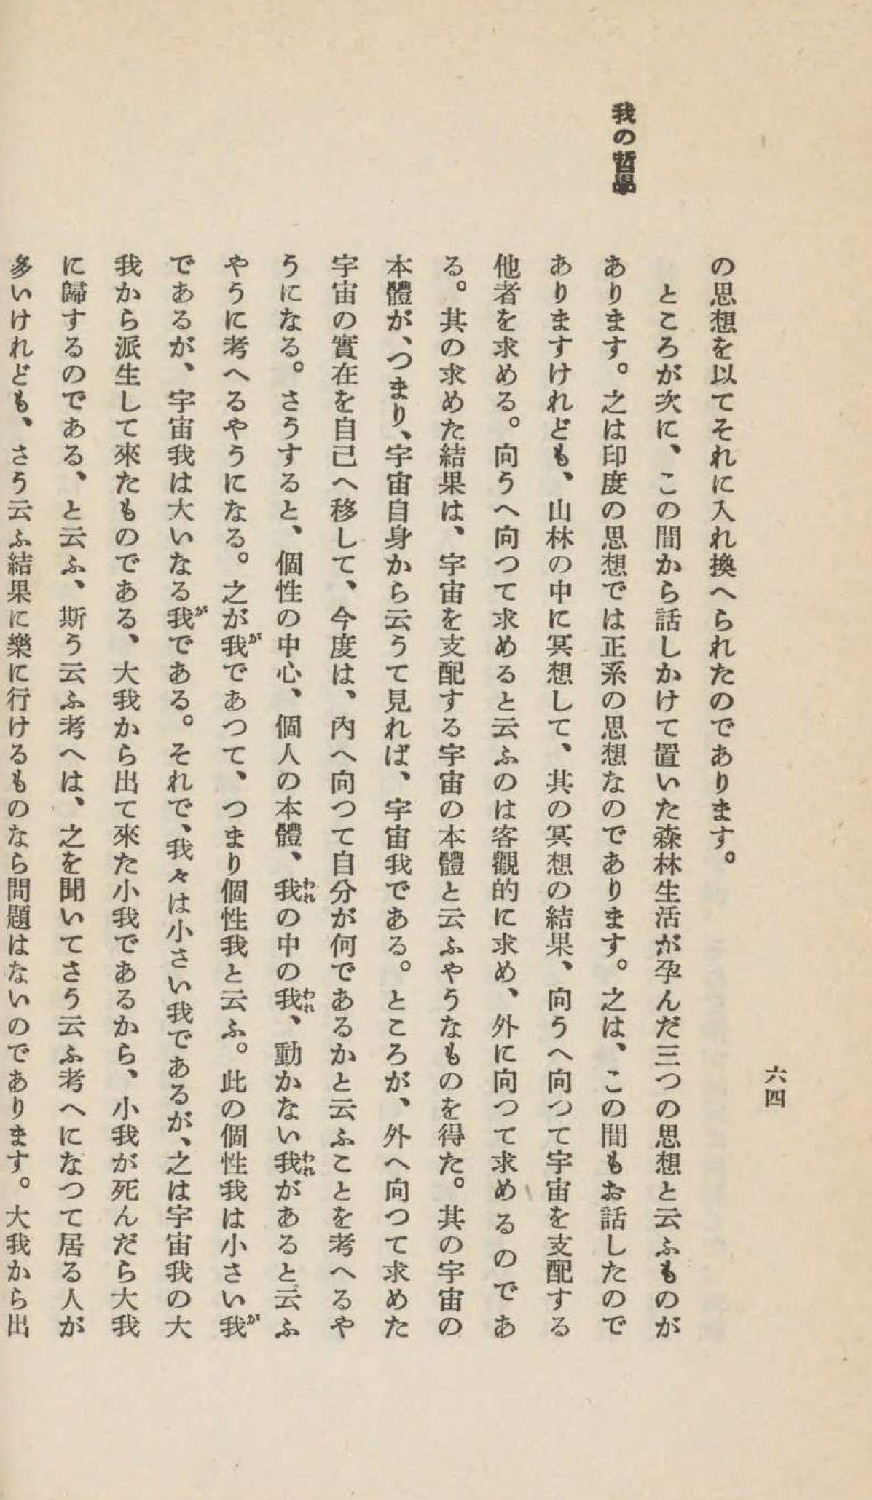 我の哲學
の思想を以てそれに入れ換へられたのであります。
ところが次に、この間から話しかけて置いた森林生活が孕んだ三つの思想と云ふものが
あります。之は印度の思想では正系の思想なのであります。之は、この間もお話したので
ありますけれども、山林の中に冥想して、其の冥想の結果、向うへ向つて宇宙を支配する
他者を求める。向うへ向つて求めると云ふのは客觀的に求め、外に向つて求めるのであ
る。其の求めた結果は、宇宙を支配する宇宙の本體と云ふやうなものを得た。其の宇宙の
本體が、つまり、宇宙自身から云うて見れば、宇宙我である。ところが、外へ向つて求めた
宇宙の實在を自己へ移して、今度は、內へ向つて自分が何であるかと云ふことを考へるや
うになる。さうすると、個性の中心、個人の本體、我われの中の我われ、動かない我われがあると云ふ
やうに考へるやうになる。之が我がであつて、つまり個性我と云ふ。此の個性我は小さい我が
であるが、宇宙我は大いなる我がである。それで、我々は小さい我であるが、之は宇宙我の大
我から派生して來たものである、大我から出て來た小我であるから、小我が死んだら大我
に歸するのである、と云ふ、斯う云ふ考へは、之を聞いてさう云ふ考へになつて居る人が
多いけれども、さう云ふ結果に樂に行けるものなら問題はないのであります。大我から出
六四